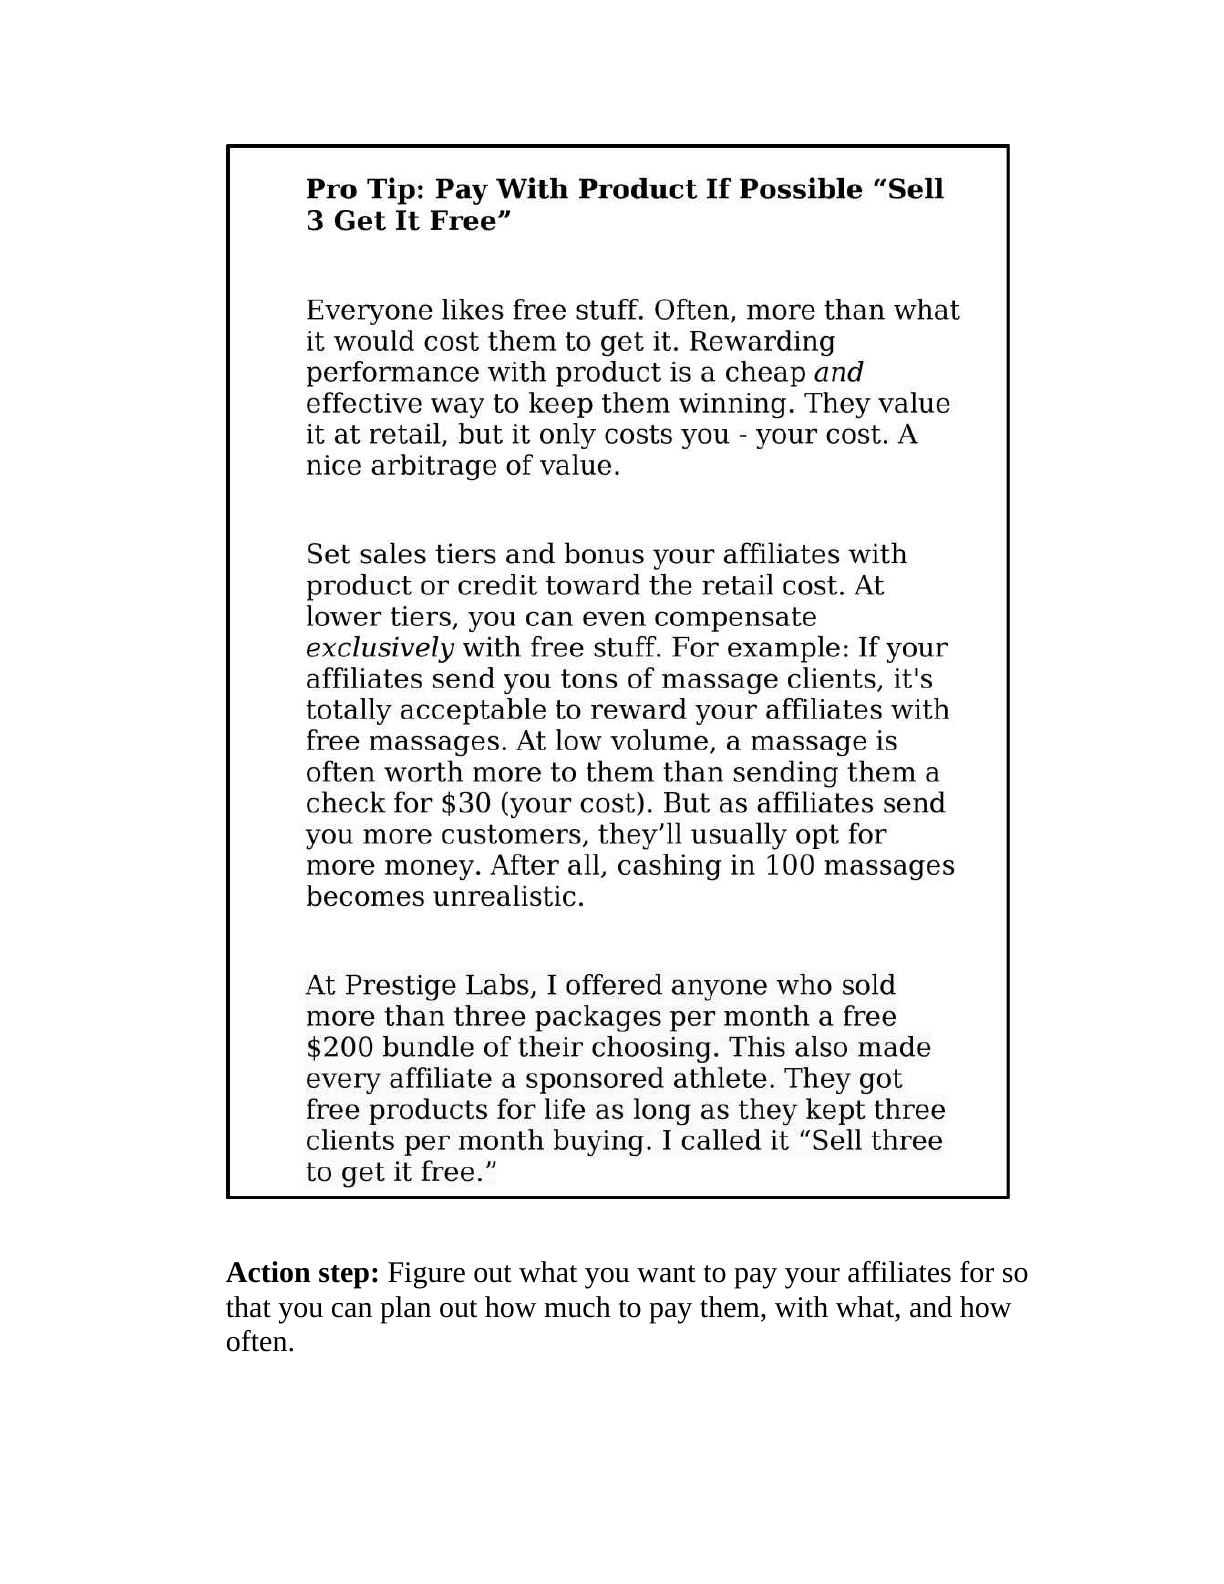 Pro Tip: Pay With Product If Possible “Sell
3 Get It Free”
Everyone likes free stuff. Often, more than what
it would cost them to get it. Rewarding
performance with product is a cheap and
effective way to keep them winning. They value
it at retail, but it only costs you - your cost. A
nice arbitrage of value.
Set sales tiers and bonus your affiliates with
product or credit toward the retail cost. At
lower tiers, you can even compensate
exclusively with free stuff. For example: If your
affiliates send you tons of massage clients, it's
totally acceptable to reward your affiliates with
free massages. At low volume, a massage is
often worth more to them than sending them a
check for $30 (your cost). But as affiliates send
you more customers, they’ll usually opt for
more money. After all, cashing in 100 massages
becomes unrealistic.
At Prestige Labs, I offered anyone who sold
more than three packages per month a free
$200 bundle of their choosing. This also made
every affiliate a sponsored athlete. They got
free products for life as long as they kept three
clients per month buying. I called it “Sell three
to get it free.”
Action step: Figure out what you want to pay your affiliates for so
that you can plan out how much to pay them, with what, and how
often.